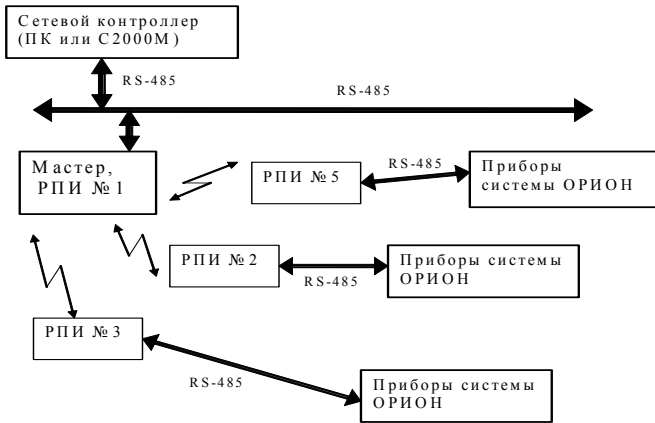 Сетевой контроллер
(ПК или С2000М)
RS-485
RS-485
Мастер,
РПИ №1
РПИ №5
RS-485
Приборы
системы ОРИОН
РПИ №2
RS-485
Приборы системы
ОРИОН
РПИ №3
RS-485
Приборы системы
ОРИОН